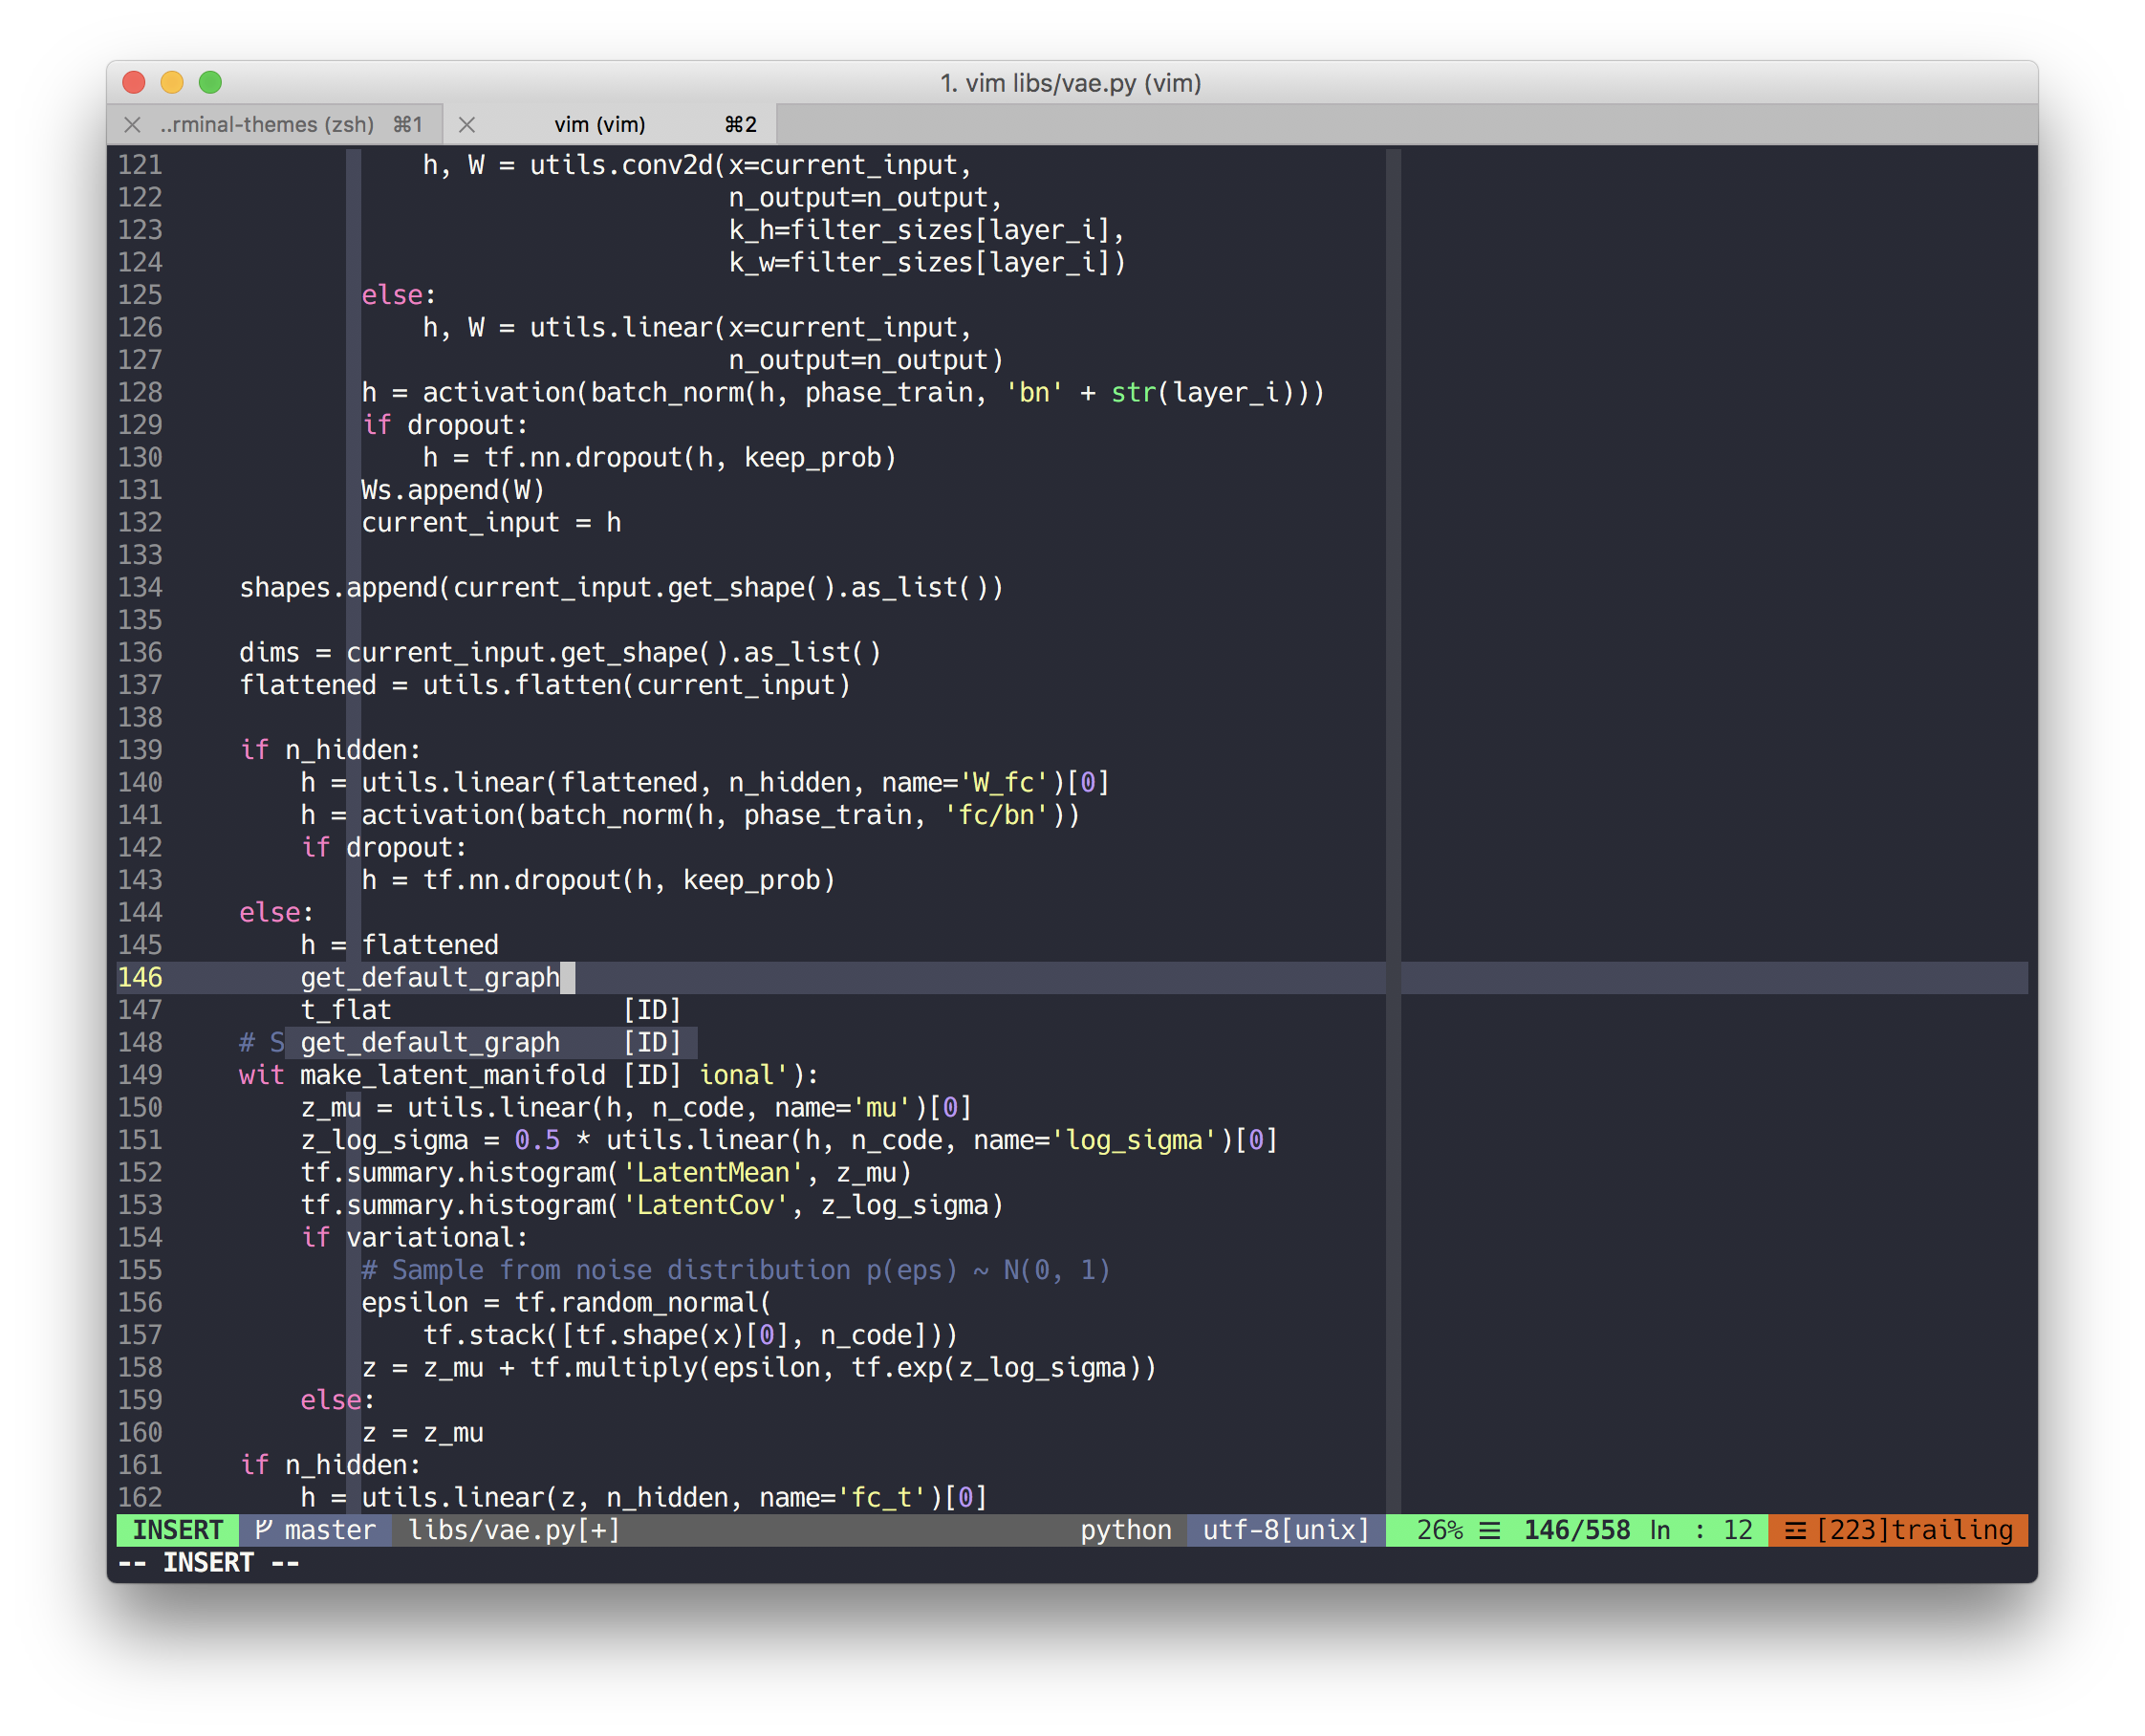 1. vim libs/vae.py (vim)
..rminal-themes (zsh) ⌘1 vim (vim) ⌘2
121                 h, W = utils.conv2d(x=current_input,
122                                     n_output=n_output,
123                                     k_h=filter_sizes[layer_i],
124                                     k_w=filter_sizes[layer_i])
125             else:
126                 h, W = utils.linear(x=current_input,
127                                     n_output=n_output)
128             h = activation(batch_norm(h, phase_train, 'bn' + str(layer_i)))
129             if dropout:
130                 h = tf.nn.dropout(h, keep_prob)
131             Ws.append(W)
132             current_input = h
133
134     shapes.append(current_input.get_shape().as_list())
135
136     dims = current_input.get_shape().as_list()
137     flattened = utils.flatten(current_input)
138
139     if n_hidden:
140         h = utils.linear(flattened, n_hidden, name='W_fc')[0]
141         h = activation(batch_norm(h, phase_train, 'fc/bn'))
142         if dropout:
143             h = tf.nn.dropout(h, keep_prob)
144     else:
145         h = flattened
146         get_default_graph
147         t_flat               [ID]
148     # S get_default_graph    [ID]
149     wit make_latent_manifold [ID] ional'):
150         z_mu = utils.linear(h, n_code, name='mu')[0]
151         z_log_sigma = 0.5 * utils.linear(h, n_code, name='log_sigma')[0]
152         tf.summary.histogram('LatentMean', z_mu)
153         tf.summary.histogram('LatentCov', z_log_sigma)
154         if variational:
155             # Sample from noise distribution p(eps) ~ N(0, 1)
156             epsilon = tf.random_normal(
157                 tf.stack([tf.shape(x)[0], n_code]))
158             z = z_mu + tf.multiply(epsilon, tf.exp(z_log_sigma))
159         else:
160             z = z_mu
161     if n_hidden:
162         h = utils.linear(z, n_hidden, name='fc_t')[0]
INSERT master libs/vae.py[+] python utf-8[unix] 26% ☰ 146/558 ln : 12 ☲ [223]trailing
-- INSERT --